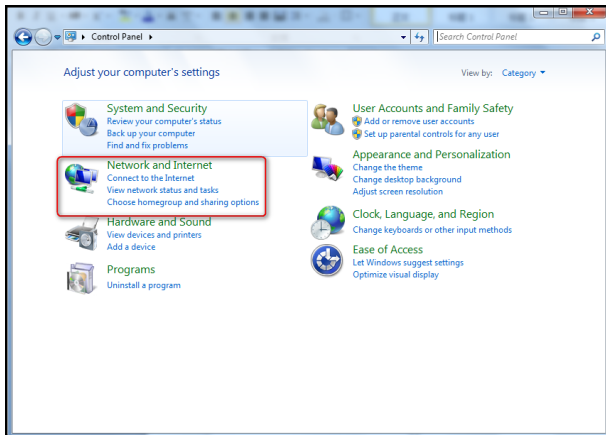 Control Panel
Search Control Panel
Adjust your computer's settings
View by: Category
System and Security
Review your computer's status
Back up your computer
Find and fix problems
Network and Internet
Connect to the Internet
View network status and tasks
Choose homegroup and sharing options
Hardware and Sound
View devices and printers
Add a device
Programs
Uninstall a program
User Accounts and Family Safety
Add or remove user accounts
Set up parental controls for any user
Appearance and Personalization
Change the theme
Change desktop background
Adjust screen resolution
Clock, Language, and Region
Change keyboards or other input methods
Ease of Access
Let Windows suggest settings
Optimize visual display